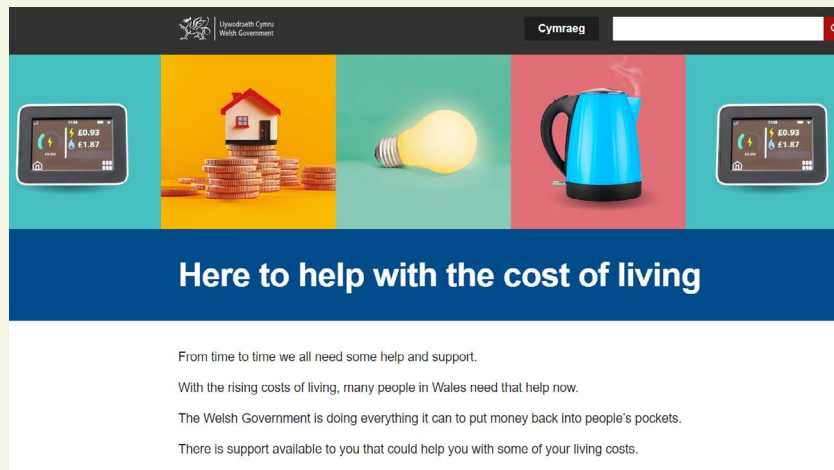 Llywodraeth Cymru
Welsh Government
Cymraeg
£0.93
£1.87
£0.93
£1.87
Here to help with the cost of living
From time to time we all need some help and support.
With the rising costs of living, many people in Wales need that help now.
The Welsh Government is doing everything it can to put money back into people's pockets.
There is support available to you that could help you with some of your living costs.